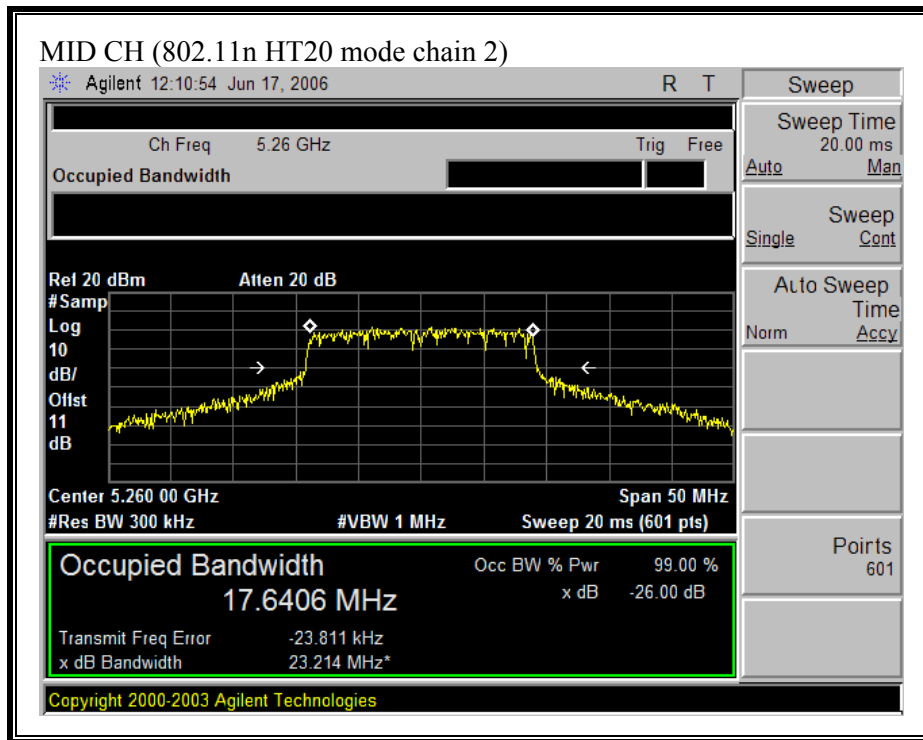 MID CH (802.11n HT20 mode chain 2)
Agilent 12:10:54 Jun 17, 2006 R T
Sweep
Sweep Time
20.00 ms
Auto Man
Ch Freq 5.26 GHz Trig Free
Occupied Bandwidth
Sweep
Single Cont
Auto Sweep
Time
Norm Accy
Ref 20 dBm Atten 20 dB
#Samp
Log
10
dB/
Offst
11
dB
Center 5.260 00 GHz Span 50 MHz
#Res BW 300 kHz #VBW 1 MHz Sweep 20 ms (601 pts)
Points
601
Occupied Bandwidth Occ BW % Pwr 99.00 %
17.6406 MHz x dB -26.00 dB
Transmit Freq Error -23.811 kHz
x dB Bandwidth 23.214 MHz*
Copyright 2000-2003 Agilent Technologies